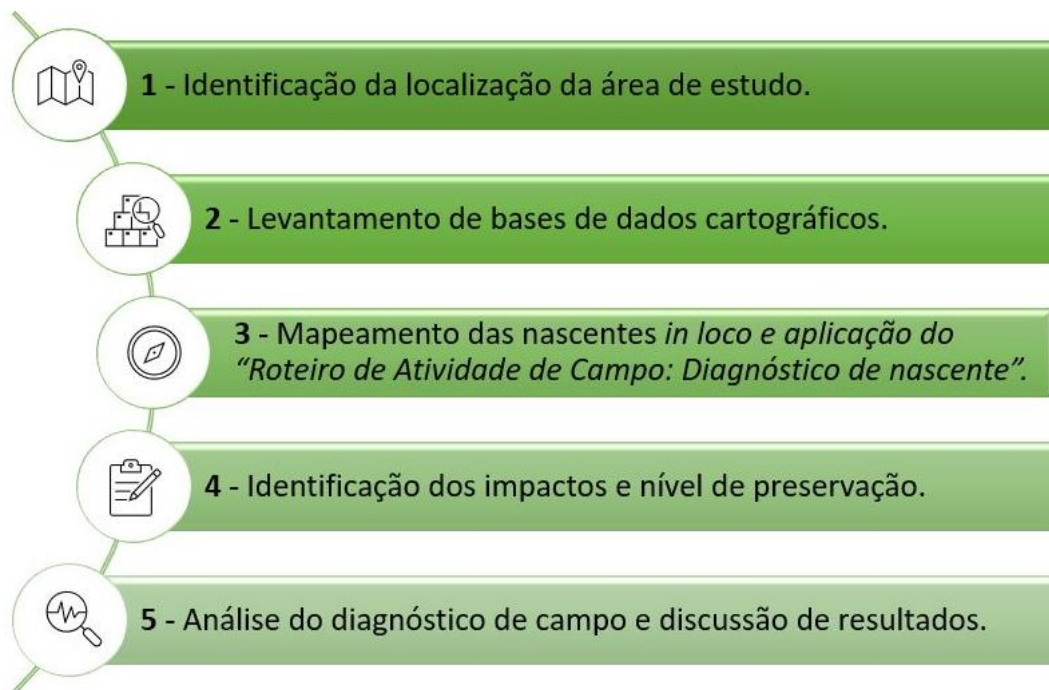 1 - Identificação da localização da área de estudo.
2 - Levantamento de bases de dados cartográficos.
3 - Mapeamento das nascentes in loco e aplicação do
“Roteiro de Atividade de Campo: Diagnóstico de nascente”.
4 - Identificação dos impactos e nível de preservação.
5 - Análise do diagnóstico de campo e discussão de resultados.